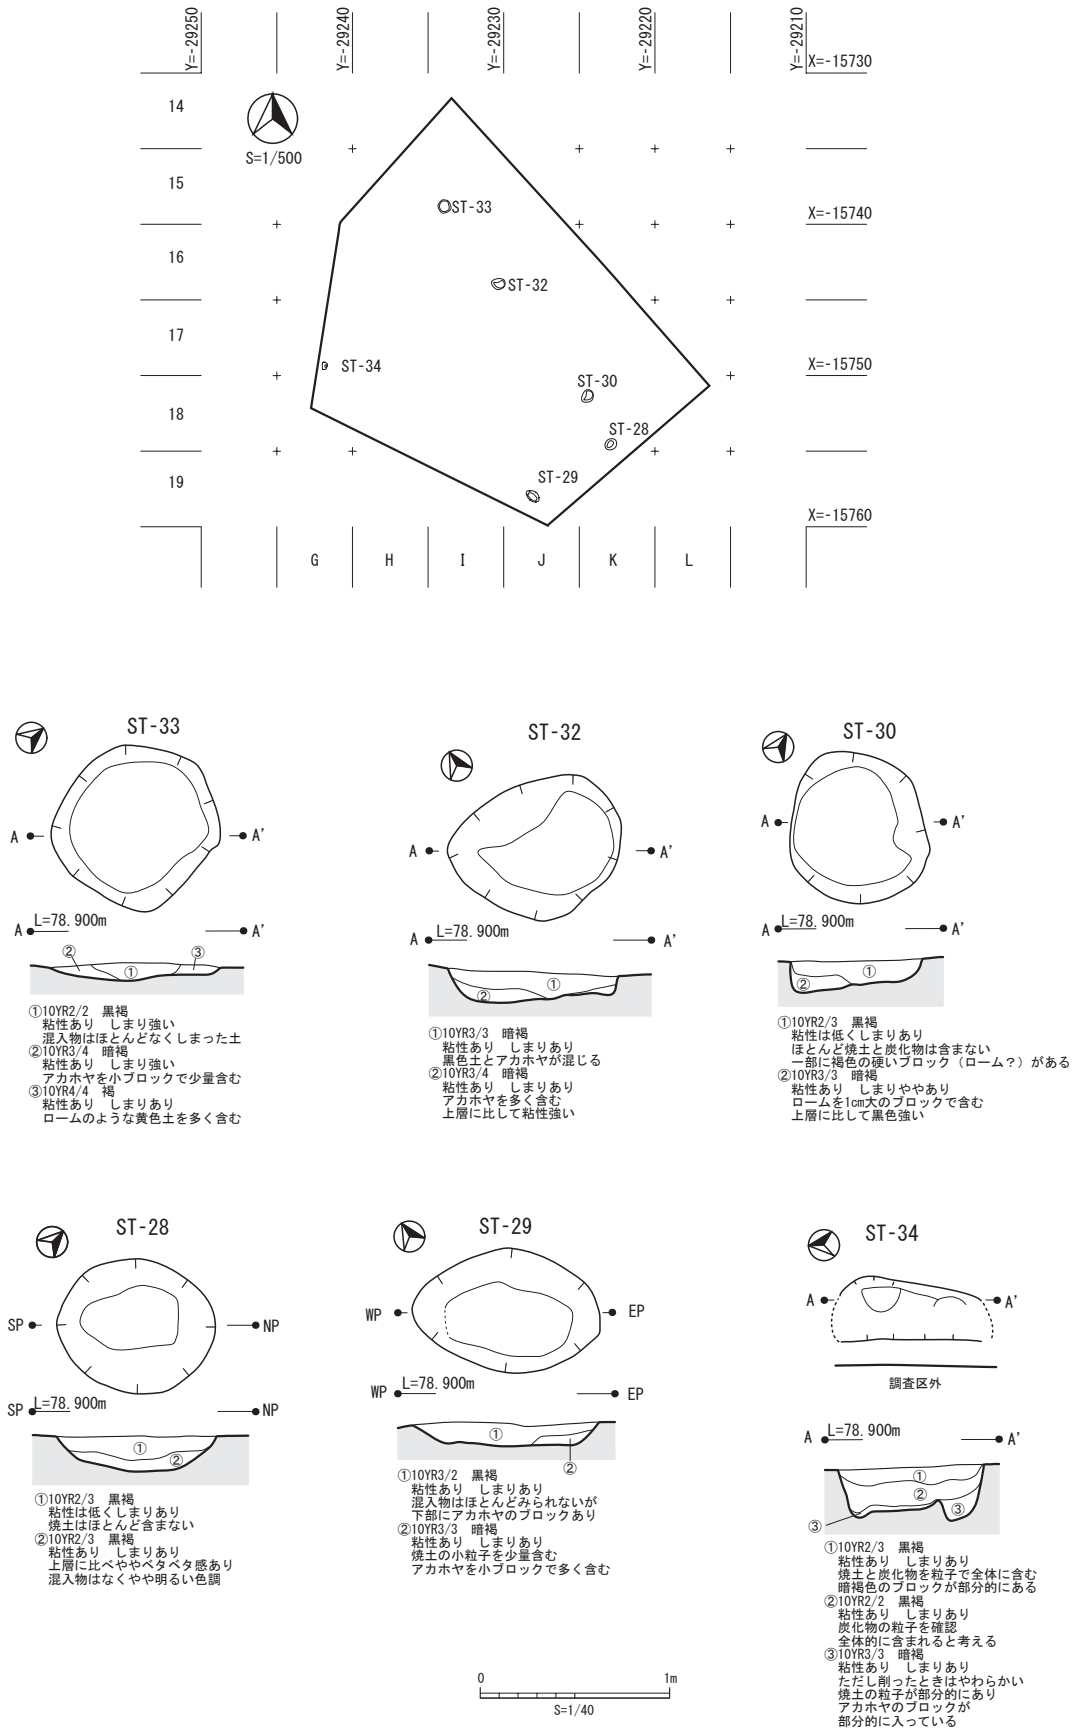 Y=-29250
Y=-29240
Y=-29230
Y=-29220
Y=-29210
X=-15730
14
S=1/500
15
ST-33
X=-15740
16
ST-32
17
ST-34
X=-15750
ST-30
18
ST-28
19
ST-29
X=-15760
G
H
I
J
K
L
ST-33
A
A'
A
L=78.900m
A'
②
③
①
①10YR2/2 黒褐
粘性あり しまり強い
混入物はほとんどなくしまった土
②10YR3/4 暗褐
粘性あり しまり強い
アカホヤを小ブロックで少量含む
③10YR4/4 褐
粘性あり しまりあり
ロームのような黄色土を多く含む
ST-32
A
A'
A
L=78.900m
A'
①
②
①10YR3/3 暗褐
粘性あり しまりあり
黒色土とアカホヤが混じる
②10YR3/4 暗褐
粘性あり しまりあり
アカホヤを多く含む
上層に比して粘性強い
ST-30
A
A'
A
L=78.900m
A'
①
②
①10YR2/3 黒褐
粘性は低くしまりあり
ほとんど焼土と炭化物は含まない
一部に褐色の硬いブロック（ローム？）がある
②10YR3/3 暗褐
粘性あり しまりややあり
ロームを1cm大のブロックで含む
上層に比して黒色強い
ST-28
SP
NP
SP
L=78.900m
NP
①
②
①10YR2/3 黒褐
粘性は低くしまりあり
焼土はほとんど含まない
②10YR2/3 黒褐
粘性あり しまりあり
上層に比べややベタベタ感あり
混入物はなくやや明るい色調
ST-29
WP
EP
WP
L=78.900m
EP
①
②
①10YR3/2 黒褐
粘性あり しまりあり
混入物はほとんどみられないが
下部にアカホヤのブロックあり
②10YR3/3 暗褐
粘性あり しまりあり
焼土の小粒子を少量含む
アカホヤを小ブロックで多く含む
ST-34
A
A'
調査区外
A
L=78.900m
A'
①
②
③
③
①10YR2/3 黒褐
粘性あり しまりあり
焼土と炭化物を粒子で全体に含む
暗褐色のブロックが部分的にある
②10YR2/2 黒褐
粘性あり しまりあり
炭化物の粒子を確認
全体的に含まれると考える
③10YR3/3 暗褐
粘性あり しまりあり
ただし削ったときはやわらかい
焼土の粒子が部分的にあり
アカホヤのブロックが
部分的に入っている
0
1m
S=1/40